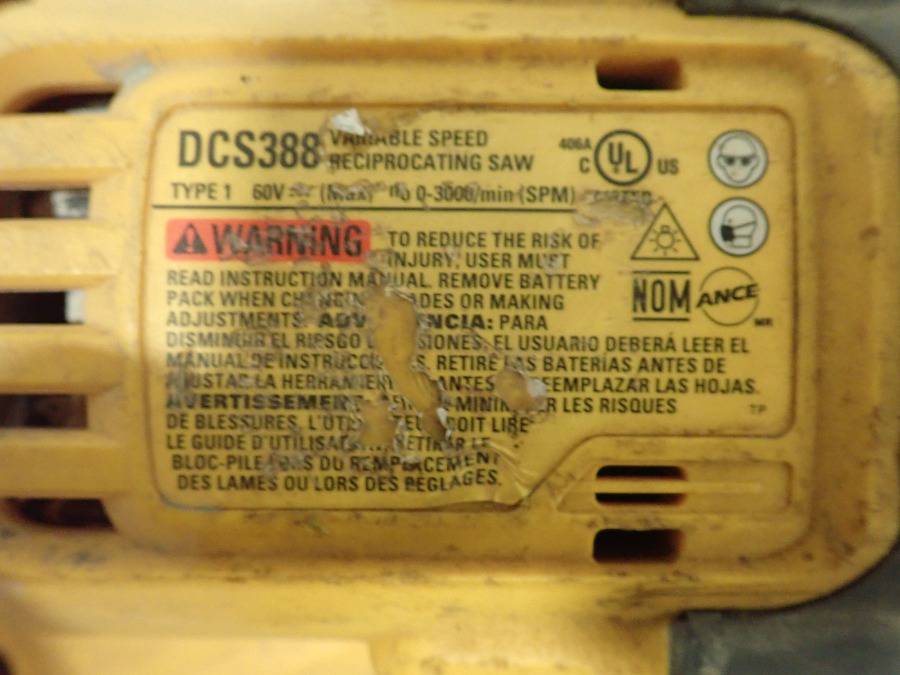 DCS388 VARIABLE SPEED
RECIPROCATING SAW
TYPE 1 60V (Max) 0-3000/min (SPM)
406A
C UL US
LISTED
WARNING TO REDUCE THE RISK OF
INJURY, USER MUST
READ INSTRUCTION MANUAL. REMOVE BATTERY
PACK WHEN CHANGING BLADES OR MAKING
ADJUSTMENTS. ADVERTENCIA: PARA
DISMINUIR EL RIESGO DE LESIONES, EL USUARIO DEBERÁ LEER EL
MANUAL DE INSTRUCCIONES. RETIRE LAS BATERÍAS ANTES DE
AJUSTAR LA HERRAMIENTA ANTES REEMPLAZAR LAS HOJAS.
AVERTISSEMENT: LES RISQUES
DE BLESSURES, L'UTILISATEUR DOIT LIRE
LE GUIDE D'UTILISATION. RETIRER LE
BLOC-PILE LORS DU REMPLACEMENT
DES LAMES OU LORS DES RÉGLAGES.
NOM ANCE
MR
TP